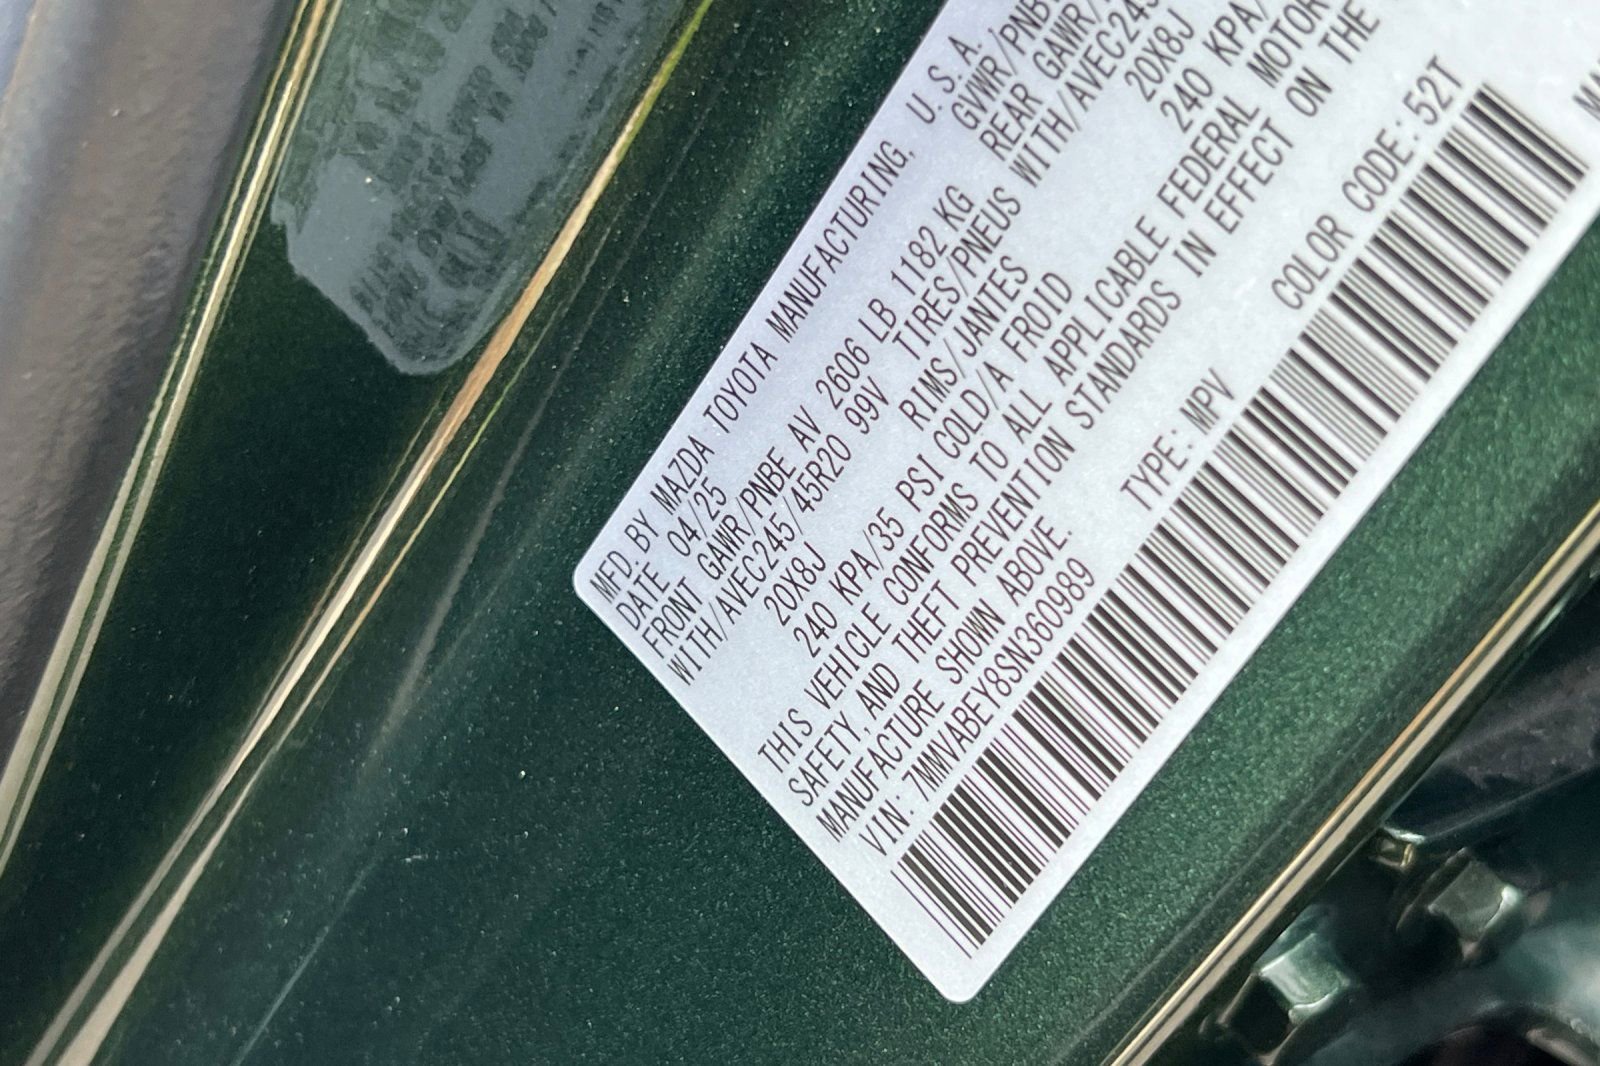 MFD. BY MAZDA TOYOTA MANUFACTURING, U. S. A.
DATE 04/25 GVWR/PNBV
FRONT GAWR/PNBE AV 2606 LB 1182 KG REAR GAWR/
WITH/AVEC245/45R20 99V TIRES/PNEUS WITH/AVEC245
20X8J RIMS/JANTES 20X8J
240 KPA/35 PSI COLD/A FROID 240 KPA/
THIS VEHICLE CONFORMS TO ALL APPLICABLE FEDERAL MOTOR
SAFETY, AND THEFT PREVENTION STANDARDS IN EFFECT ON THE
MANUFACTURE SHOWN ABOVE.
VIN: 7MMVABEY8SN360989 TYPE: MPV COLOR CODE: 52T